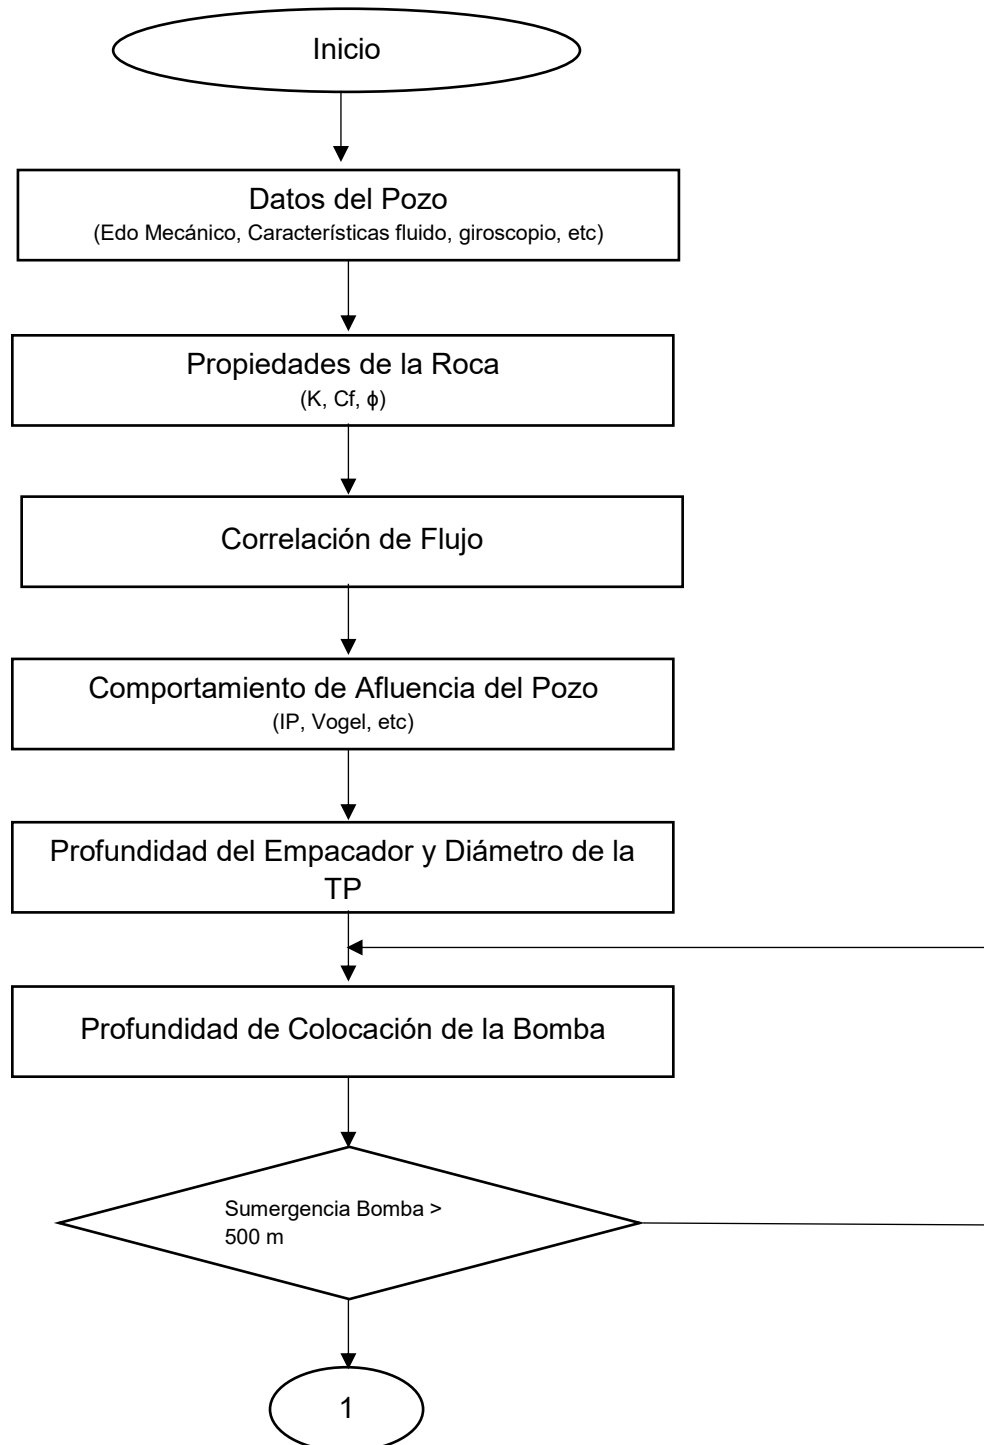 Inicio
Datos del Pozo
(Edo Mecánico, Características fluido, giroscopio, etc)
Propiedades de la Roca
(K, Cf, ϕ)
Correlación de Flujo
Comportamiento de Afluencia del Pozo
(IP, Vogel, etc)
Profundidad del Empacador y Diámetro de la
TP
Profundidad de Colocación de la Bomba
Sumergencia Bomba >
500 m
1